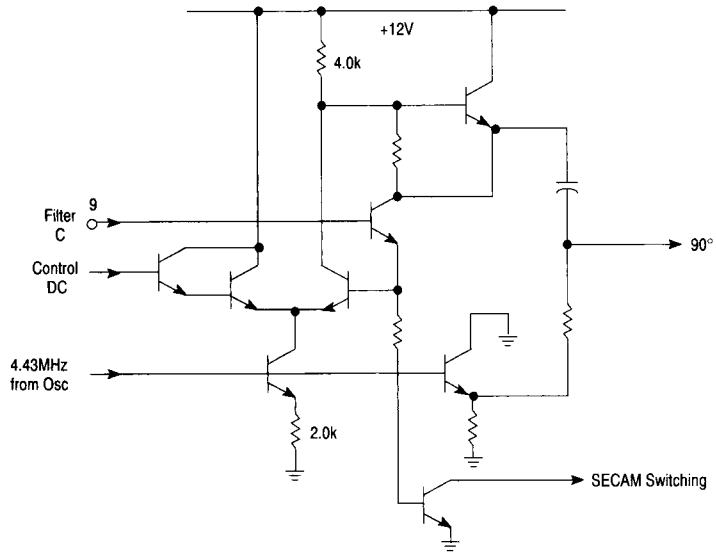 +12V
4.0k
9
Filter
C
90°
Control
DC
4.43MHz
from Osc
2.0k
SECAM Switching